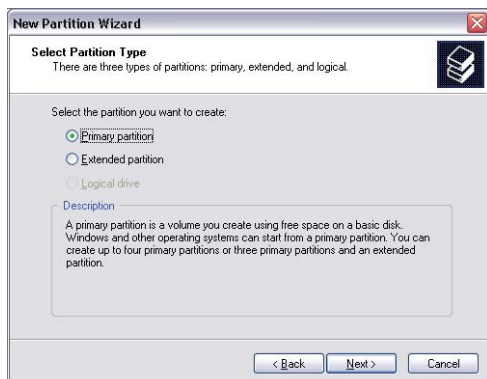 New Partition Wizard
Select Partition Type
There are three types of partitions: primary, extended, and logical.
Select the partition you want to create:
Primary partition
Extended partition
Logical drive
Description
A primary partition is a volume you create using free space on a basic disk.
Windows and other operating systems can start from a primary partition. You can
create up to four primary partitions or three primary partitions and an extended
partition.
< Back Next > Cancel